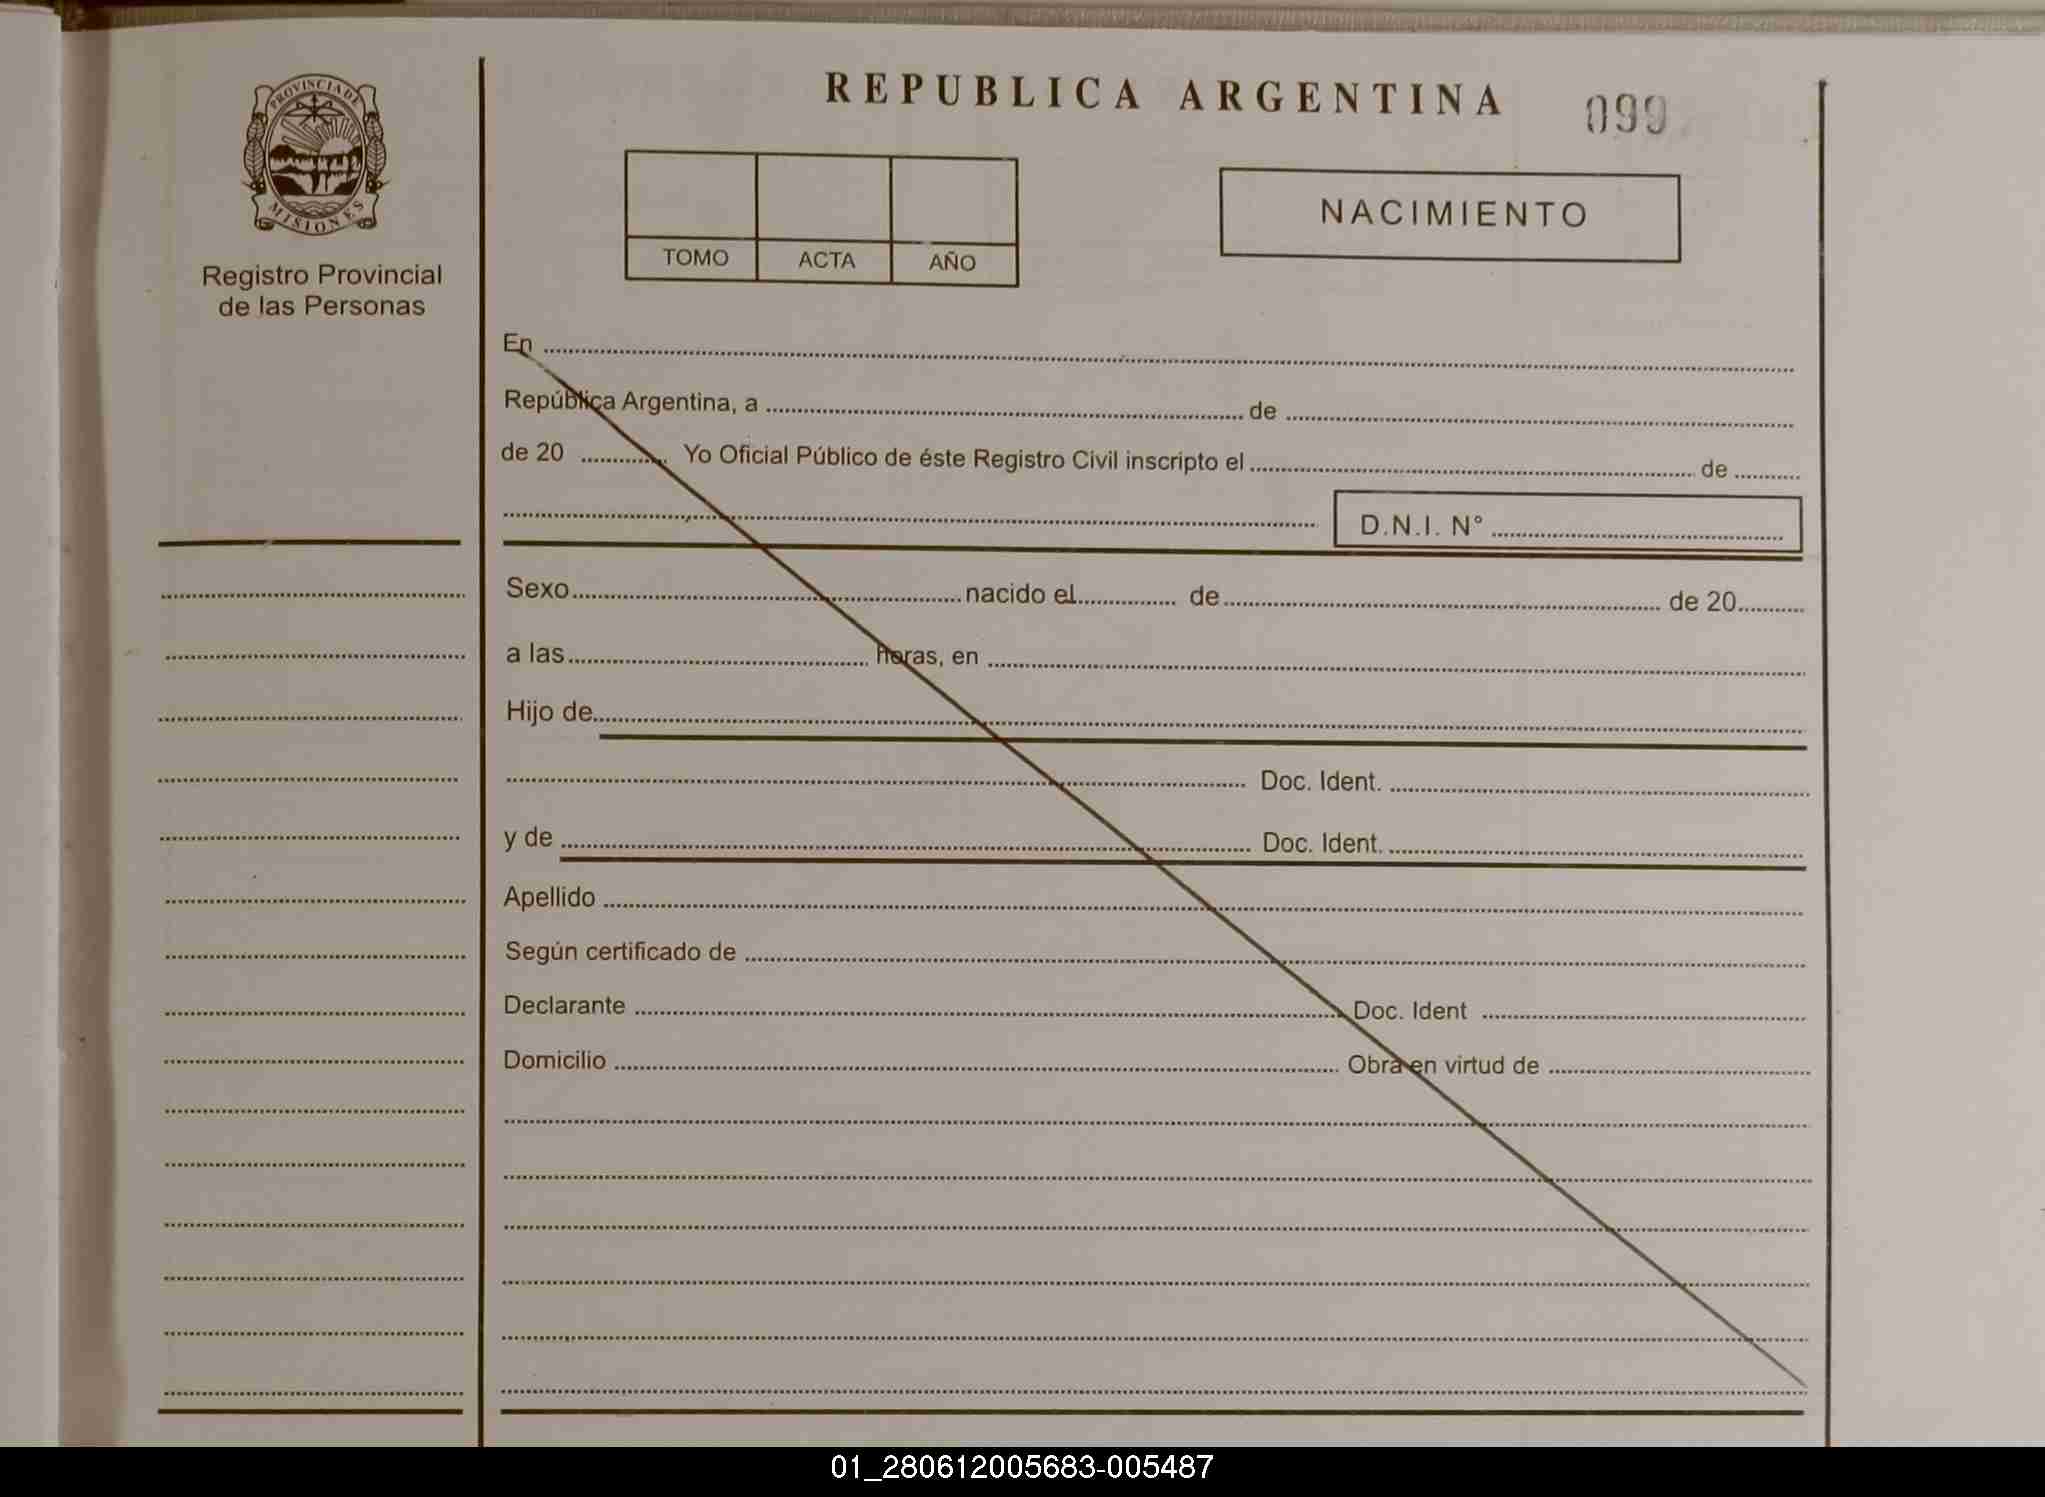 REPUBLICA ARGENTINA 099
PROVINCIA DE
MISIONES
Registro Provincial
de las Personas
TOMO ACTA AÑO
NACIMIENTO
En
República Argentina, a de
de 20 Yo Oficial Público de éste Registro Civil inscripto el de
D.N.I. N°
Sexo nacido el de de 20
a las horas, en
Hijo de
Doc. Ident.
y de Doc. Ident.
Apellido
Según certificado de
Declarante Doc. Ident
Domicilio Obra en virtud de
01_280612005683-005487